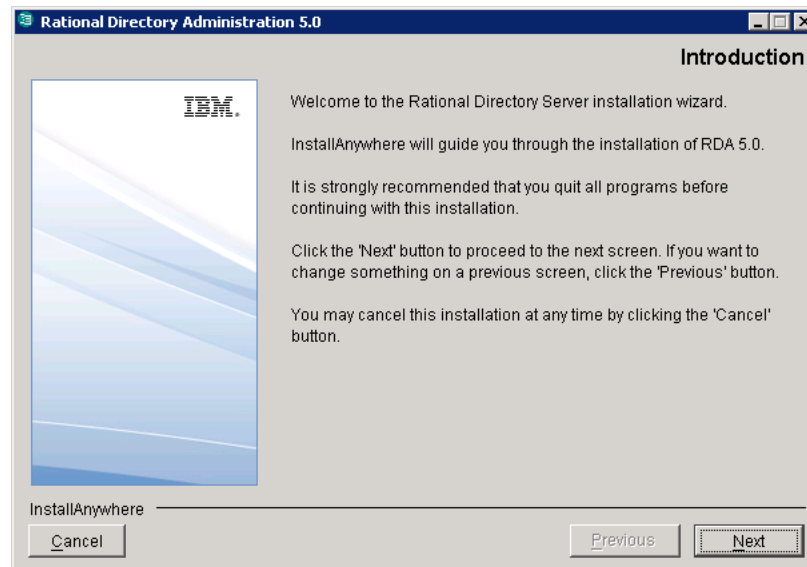 Rational Directory Administration 5.0
Introduction
IBM.
Welcome to the Rational Directory Server installation wizard.
InstallAnywhere will guide you through the installation of RDA 5.0.
It is strongly recommended that you quit all programs before
continuing with this installation.
Click the 'Next' button to proceed to the next screen. If you want to
change something on a previous screen, click the 'Previous' button.
You may cancel this installation at any time by clicking the 'Cancel'
button.
InstallAnywhere
Cancel
Previous
Next